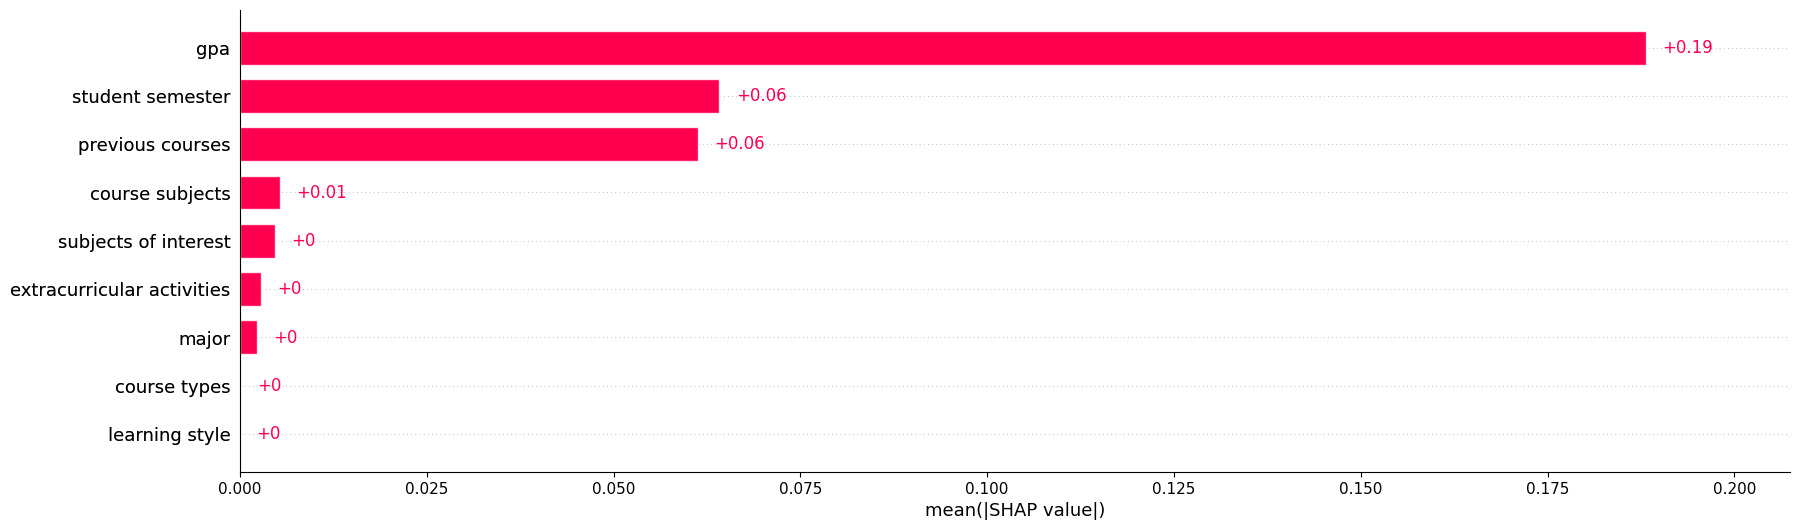 gpa +0.19
student semester +0.06
previous courses +0.06
course subjects +0.01
subjects of interest +0
extracurricular activities +0
major +0
course types +0
learning style +0
0.000 0.025 0.050 0.075 0.100 0.125 0.150 0.175 0.200
mean(|SHAP value|)